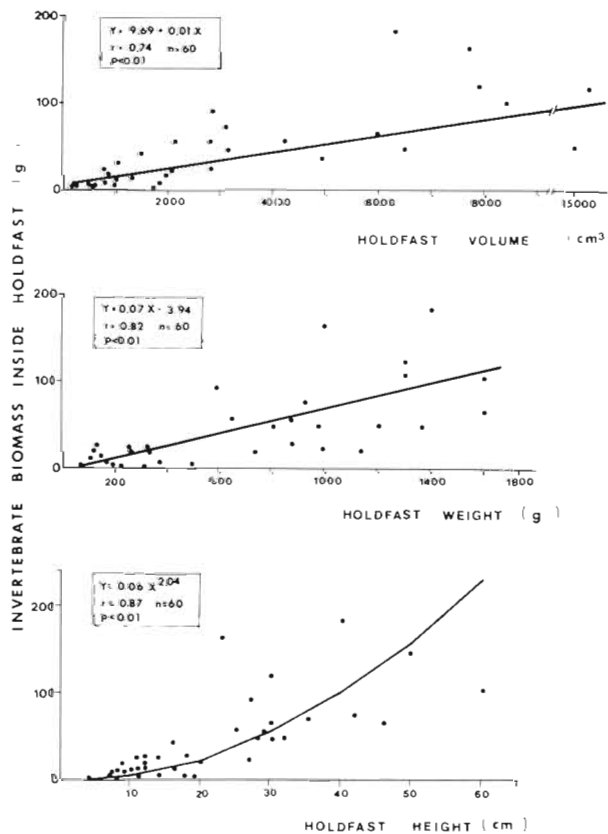 INVERTEBRATE BIOMASS INSIDE HOLDFAST (g)
200
100
0
Y= 9.69 + 0.01 X
r= 0.74 n=60
p<0.01
2000 4000 6000 8000 15000
HOLDFAST VOLUME (cm3
200
100
0
Y=0.07 X - 3.94
r= 0.82 n=60
p<0.01
200 600 1000 1400 1800
HOLDFAST WEIGHT (g)
200
100
0
Y= 0.06 X 2.04
r= 0.87 n=60
p<0.01
10 20 30 40 50 60
HOLDFAST HEIGHT (cm)